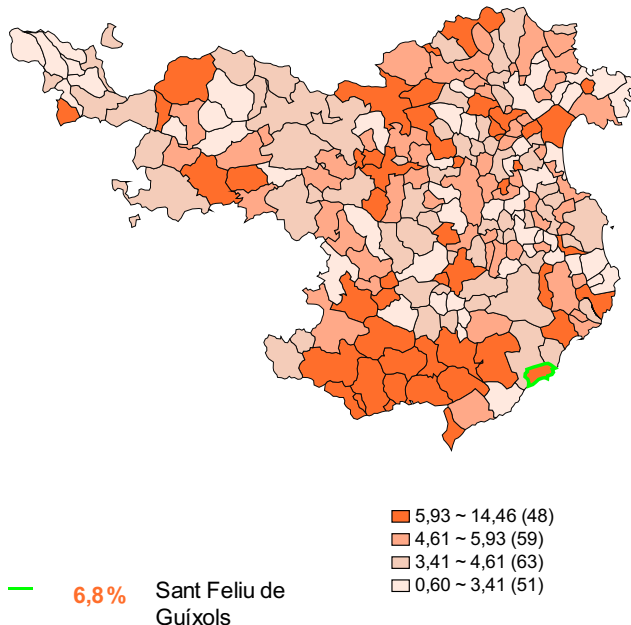 5,93 ~ 14,46 (48)
4,61 ~ 5,93 (59)
3,41 ~ 4,61 (63)
0,60 ~ 3,41 (51)
6,8% Sant Feliu de
Guíxols